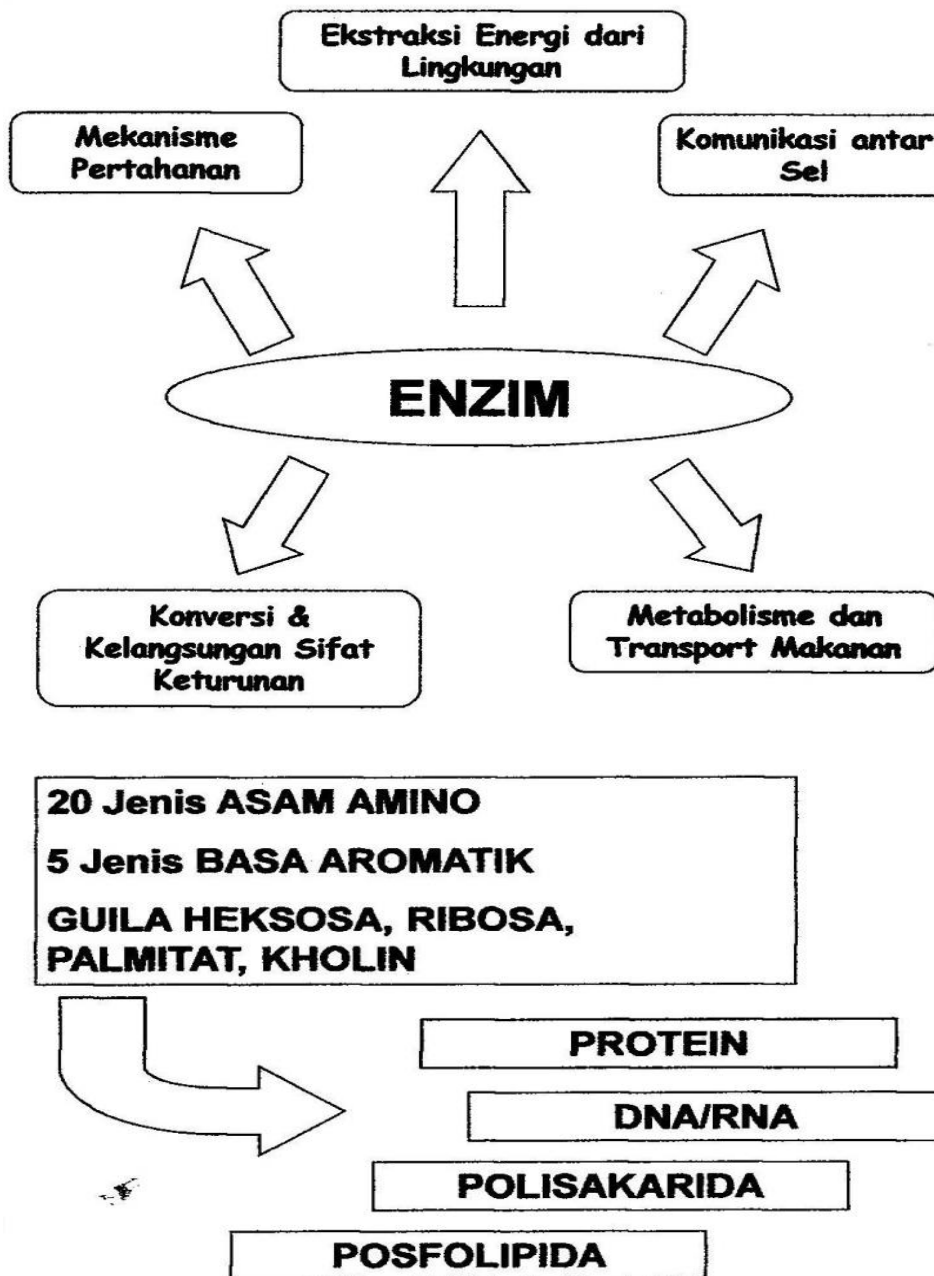 Ekstraksi Energi dari
Lingkungan
Mekanisme
Pertahanan
Komunikasi antar
Sel
ENZIM
Konversi &
Kelangsungan Sifat
Keturunan
Metabolisme dan
Transport Makanan
20 Jenis ASAM AMINO
5 Jenis BASA AROMATIK
GUILA HEKSOSA, RIBOSA,
PALMITAT, KHOLIN
PROTEIN
DNA/RNA
POLISAKARIDA
POSFOLIPIDA